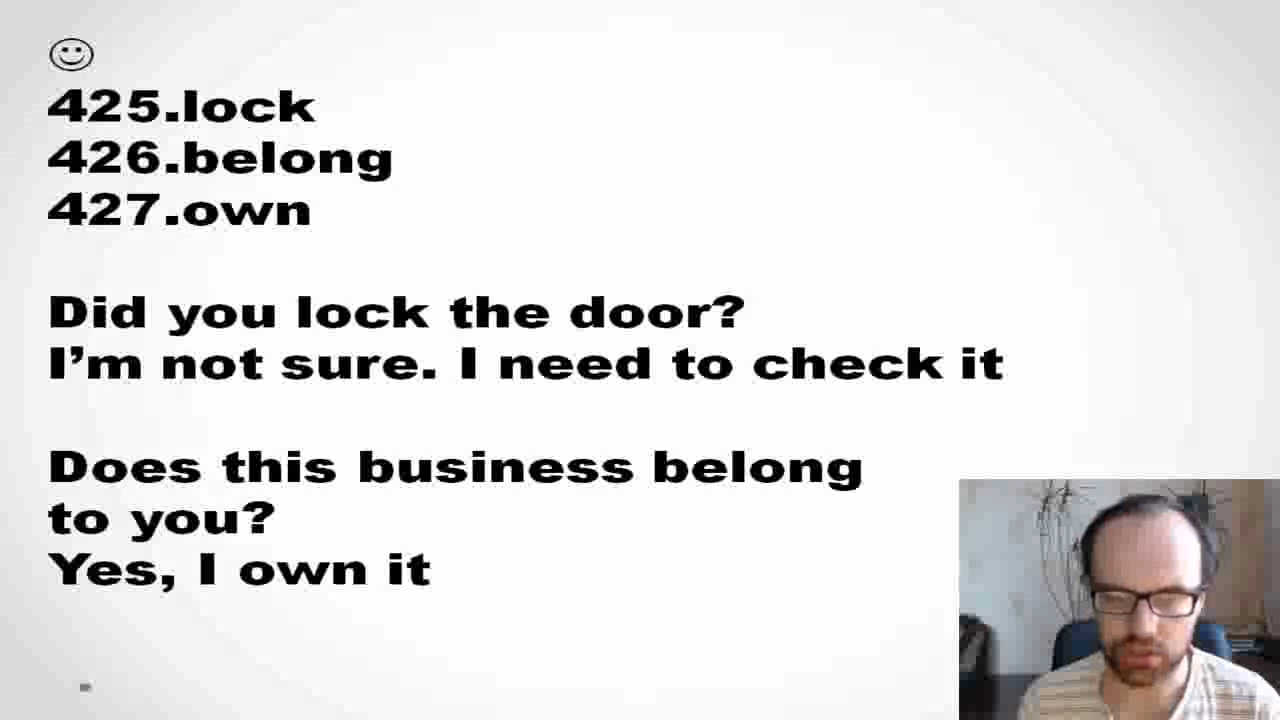 425.lock
426.belong
427.own
Did you lock the door?
I’m not sure. I need to check it
Does this business belong
to you?
Yes, I own it